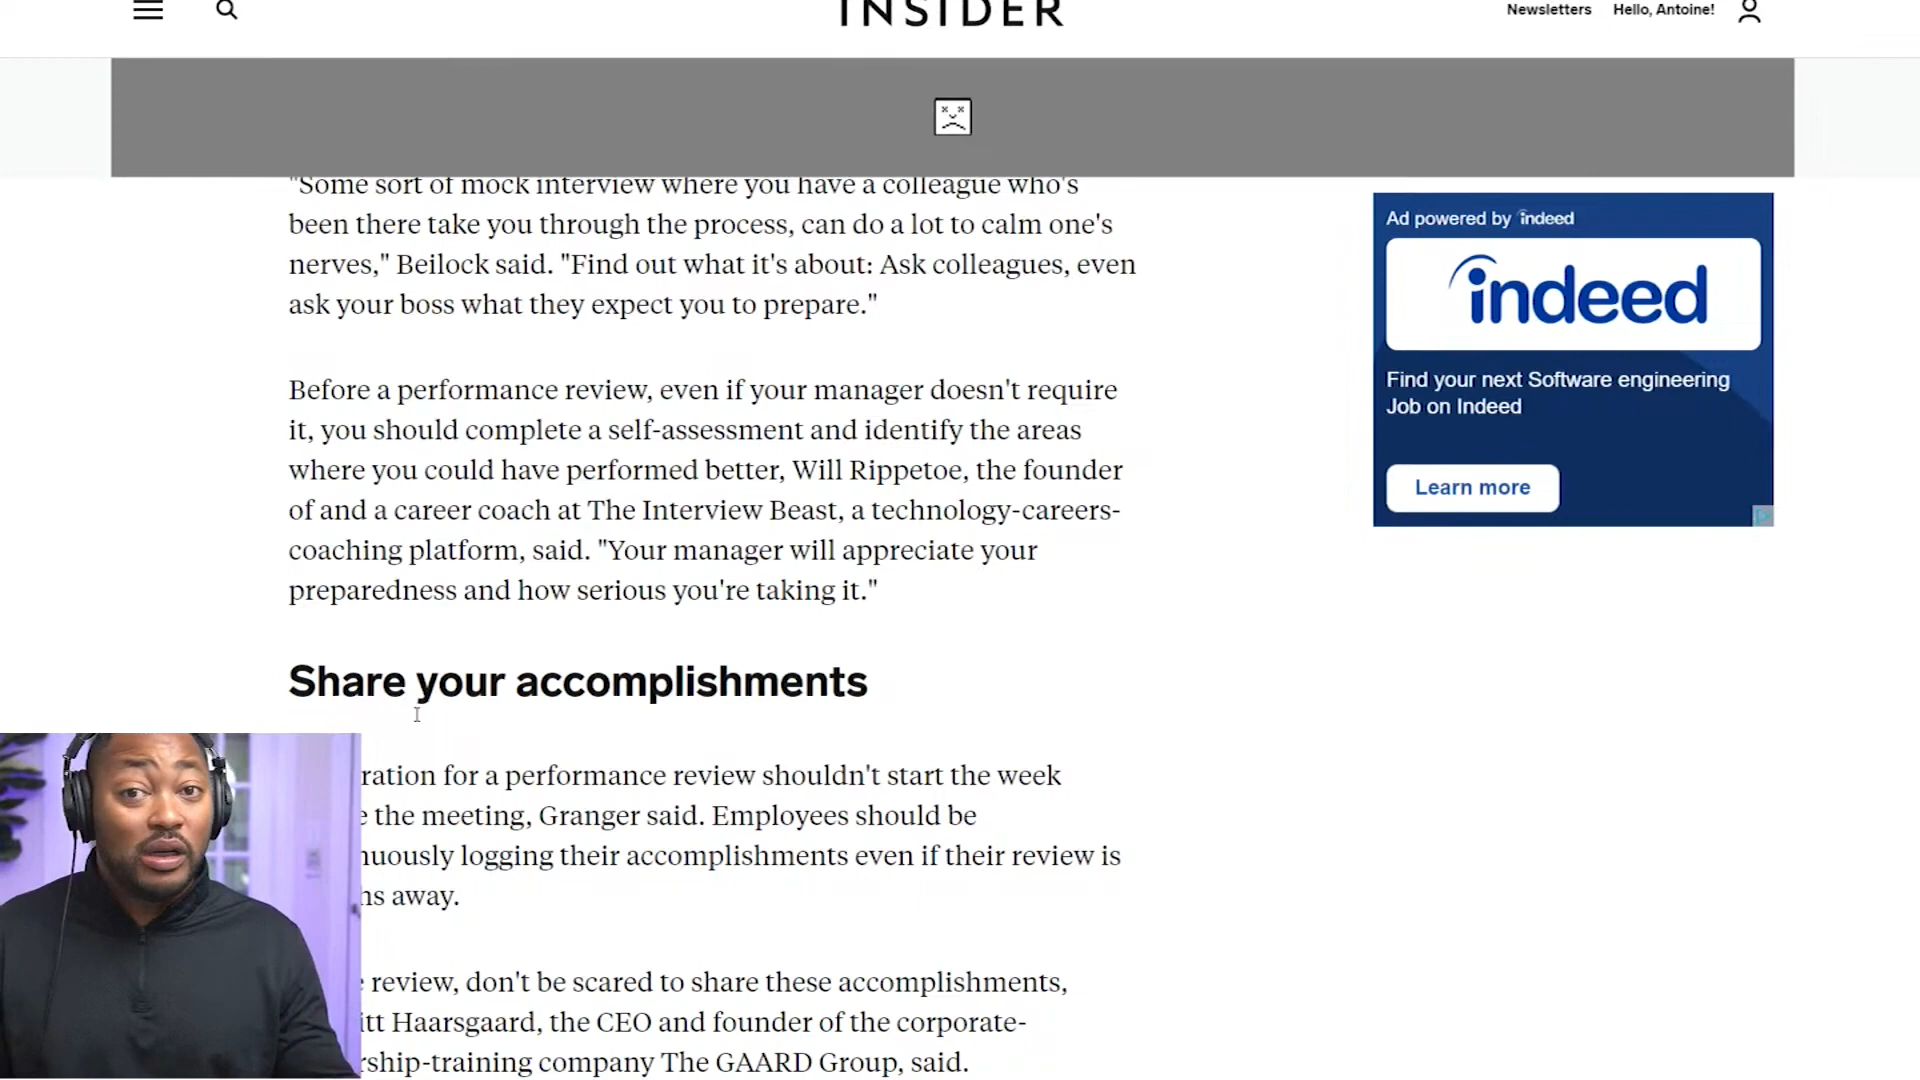 INSIDER
Newsletters
Hello, Antoine!
"Some sort of mock interview where you have a colleague who's
been there take you through the process, can do a lot to calm one's
nerves," Beilock said. "Find out what it's about: Ask colleagues, even
ask your boss what they expect you to prepare."
Before a performance review, even if your manager doesn't require
it, you should complete a self-assessment and identify the areas
where you could have performed better, Will Rippetoe, the founder
of and a career coach at The Interview Beast, a technology-careers-
coaching platform, said. "Your manager will appreciate your
preparedness and how serious you're taking it."
Share your accomplishments
ration for a performance review shouldn't start the week
e the meeting, Granger said. Employees should be
nuously logging their accomplishments even if their review is
hs away.
review, don't be scared to share these accomplishments,
itt Haarsgaard, the CEO and founder of the corporate-
rship-training company The GAARD Group, said.
Ad powered by indeed
indeed
Find your next Software engineering
Job on Indeed
Learn more